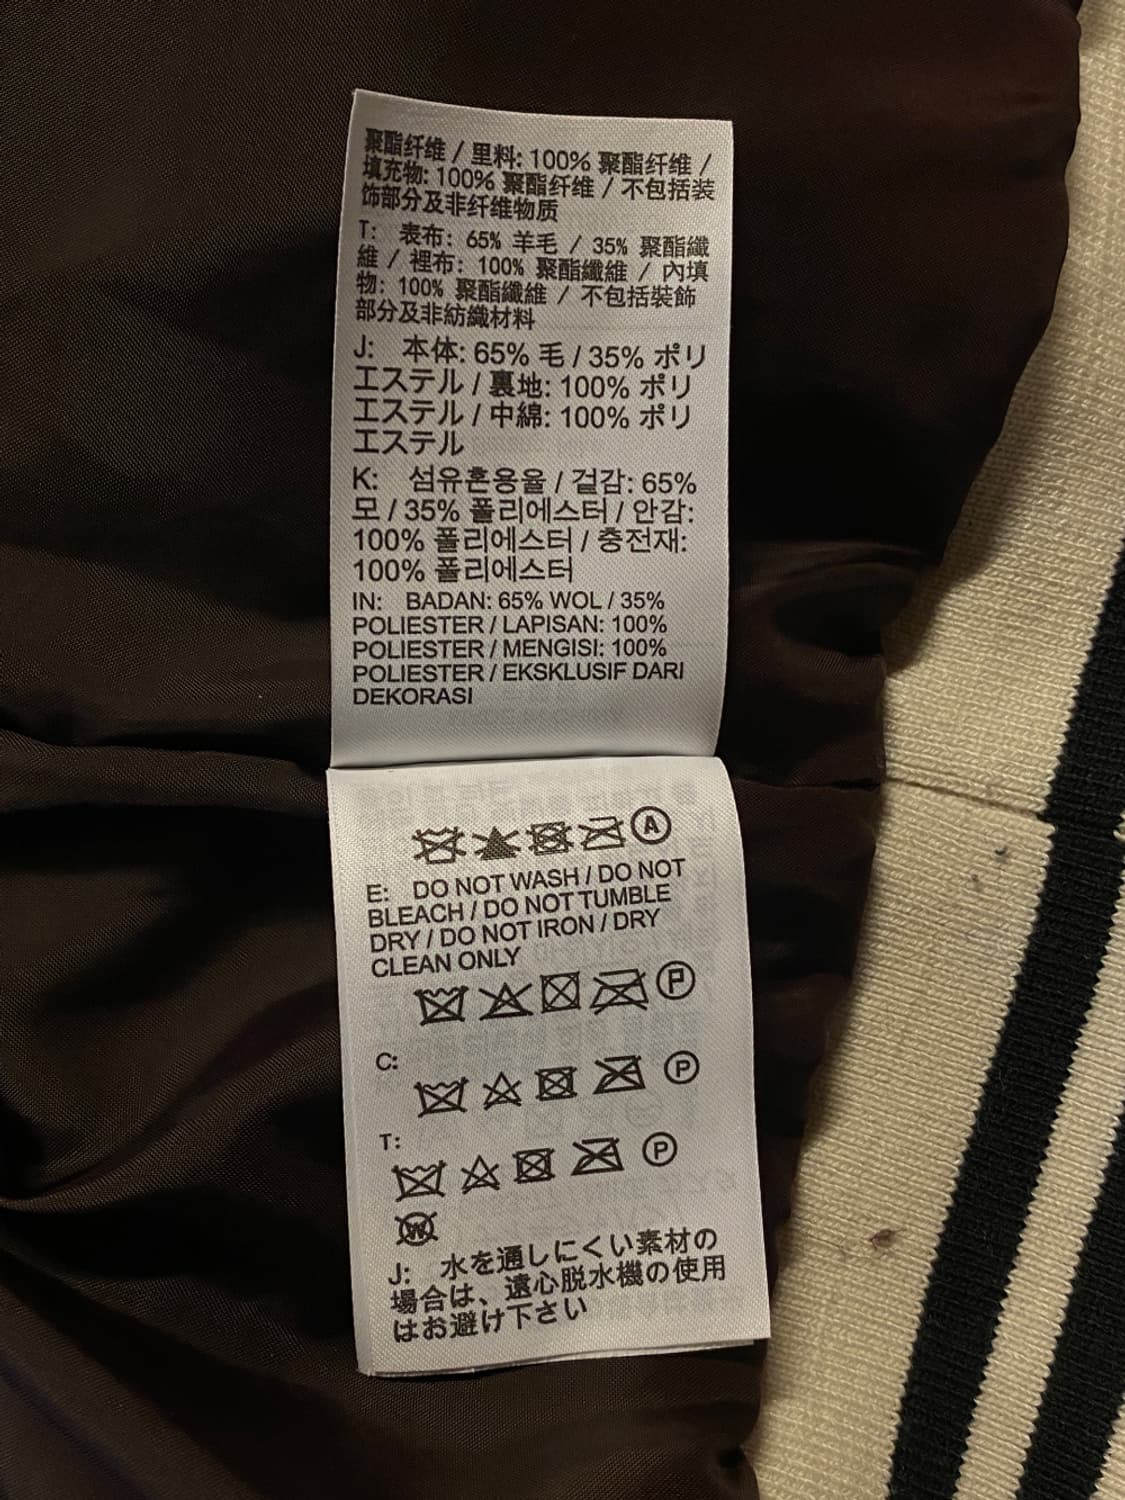 聚酯纤维 / 里料: 100% 聚酯纤维 /
填充物: 100% 聚酯纤维 / 不包括装
饰部分及非纤维物质
T: 表布: 65% 羊毛 / 35% 聚酯纖
維 / 裡布: 100% 聚酯纖維 / 內填
物: 100% 聚酯纖維 / 不包括裝飾
部分及非紡織材料
J: 本体: 65% 毛 / 35% ポリ
エステル / 裏地: 100% ポリ
エステル / 中綿: 100% ポリ
エステル
K: 섬유혼용율 / 겉감: 65%
모 / 35% 폴리에스터 / 안감:
100% 폴리에스터 / 충전재:
100% 폴리에스터
IN: BADAN: 65% WOL / 35%
POLIESTER / LAPISAN: 100%
POLIESTER / MENGISI: 100%
POLIESTER / EKSKLUSIF DARI
DEKORASI
A
E: DO NOT WASH / DO NOT
BLEACH / DO NOT TUMBLE
DRY / DO NOT IRON / DRY
CLEAN ONLY
P
C:
P
T:
P
W
J: 水を通しにくい素材の
場合は、遠心脱水機の使用
はお避け下さい